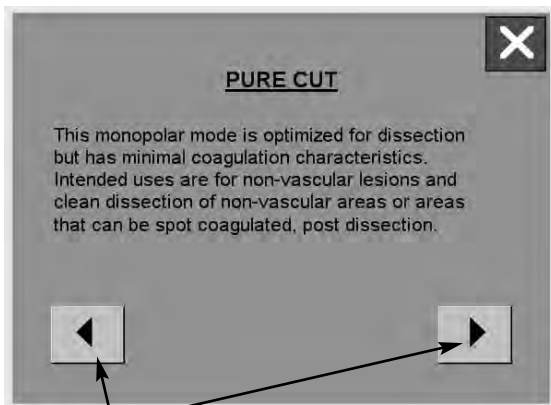 PURE CUT
This monopolar mode is optimized for dissection
but has minimal coagulation characteristics.
Intended uses are for non-vascular lesions and
clean dissection of non-vascular areas or areas
that can be spot coagulated, post dissection.